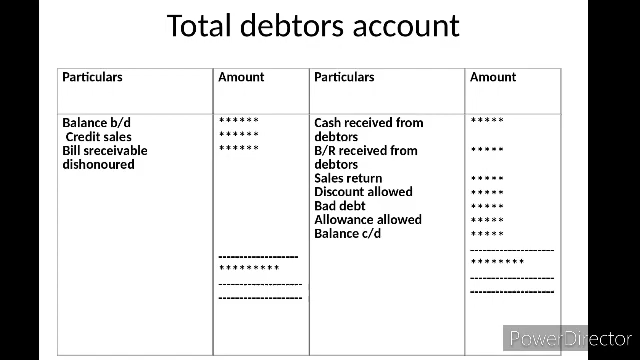 Total debtors account
Particulars Amount Particulars Amount
Balance b/d ****** Cash received from *****
Credit sales ****** debtors
Bill sreceivable ****** B/R received from *****
dishonoured debtors
Sales return *****
Discount allowed *****
Bad debt *****
Allowance allowed *****
Balance c/d *****
-------------------
--------------------
********* ********
-------------------- --------------------
-------------------- --------------------
PowerDirector